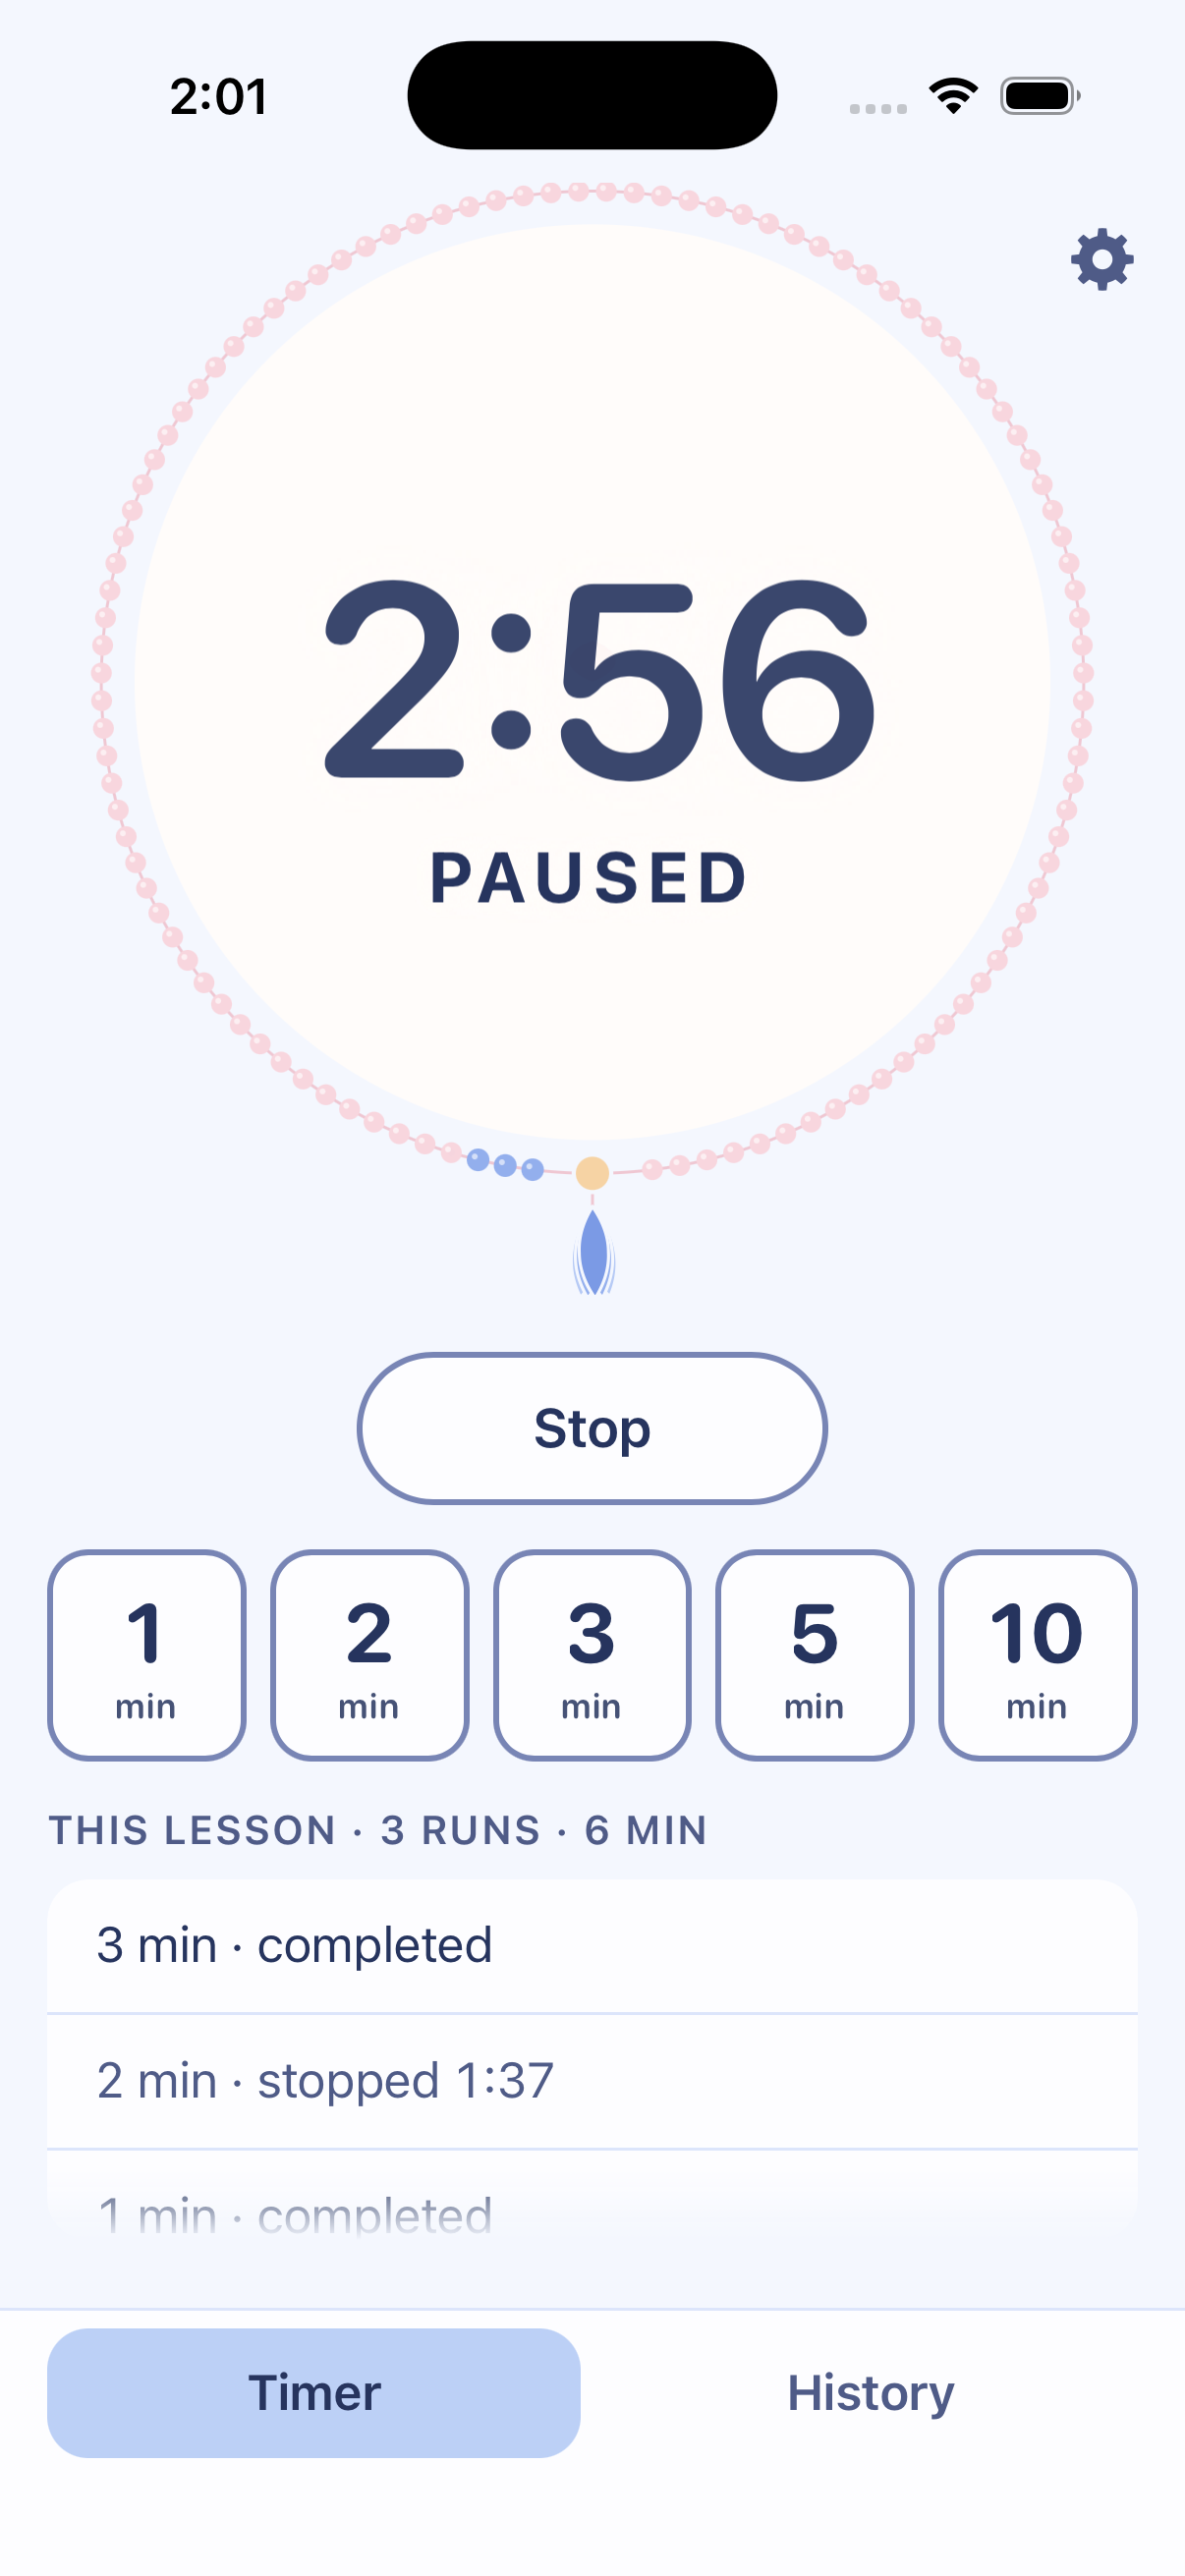 2:01
2:56
PAUSED
Stop
1 2 3 5 10
min min min min min
THIS LESSON · 3 RUNS · 6 MIN
3 min · completed
2 min · stopped 1:37
1 min · completed
Timer History